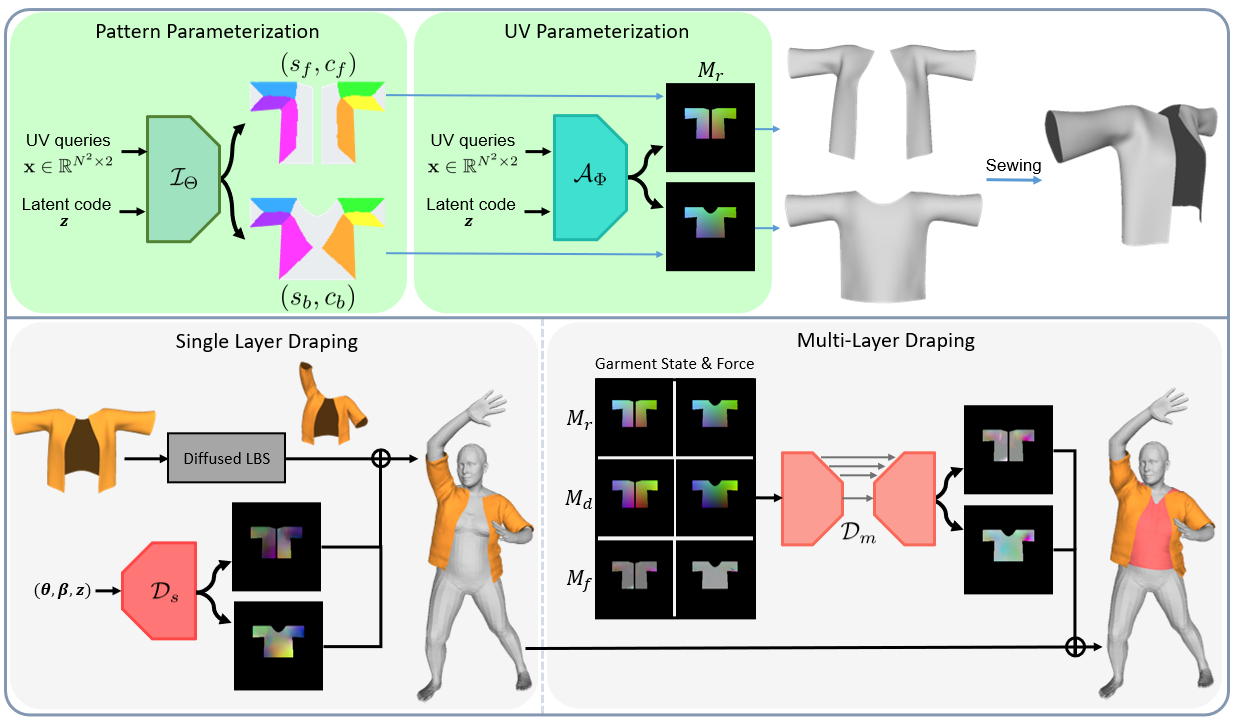 Pattern Parameterization
(s_f, c_f)
UV queries
x ∈ ℝ^{N²×2}
Latent code
z
I_Θ
(s_b, c_b)
UV Parameterization
M_r
UV queries
x ∈ ℝ^{N²×2}
Latent code
z
A_Φ
Sewing
Single Layer Draping
Diffused LBS
(θ, β, z)
D_s
Multi-Layer Draping
Garment State & Force
M_r
M_d
M_f
D_m